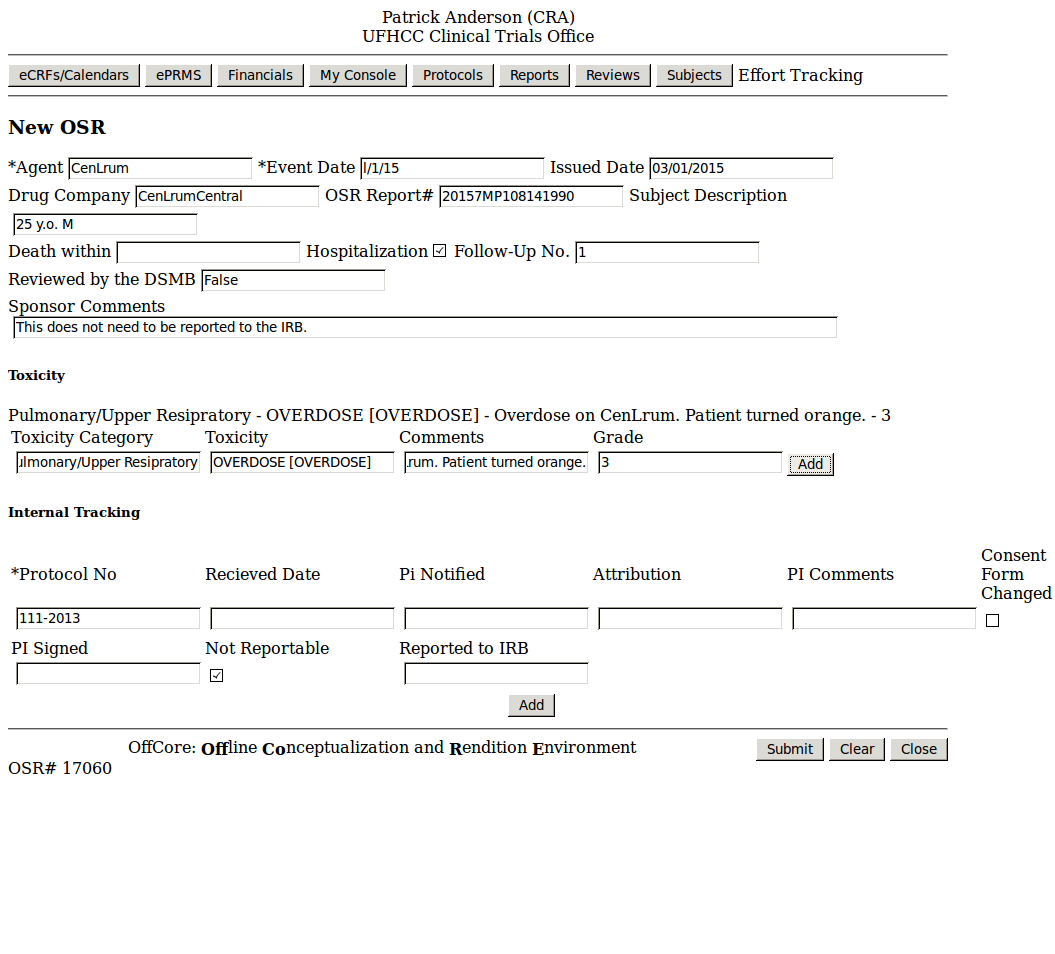 Patrick Anderson (CRA)
UFHCC Clinical Trials Office
eCRFs/Calendars ePRMS Financials My Console Protocols Reports Reviews Subjects Effort Tracking
New OSR
*Agent CenLrum *Event Date l/1/15 Issued Date 03/01/2015
Drug Company CenLrumCentral OSR Report# 20157MP108141990 Subject Description
25 y.o. M
Death within Hospitalization Follow-Up No. 1
Reviewed by the DSMB False
Sponsor Comments
This does not need to be reported to the IRB.
Toxicity
Pulmonary/Upper Resipratory - OVERDOSE [OVERDOSE] - Overdose on CenLrum. Patient turned orange. - 3
Toxicity Category Toxicity Comments Grade
ulmonary/Upper Resipratory OVERDOSE [OVERDOSE] .rum. Patient turned orange. 3 Add
Internal Tracking
*Protocol No Recieved Date Pi Notified Attribution PI Comments Consent Form Changed
111-2013
PI Signed Not Reportable Reported to IRB
Add
OffCore: Offline Conceptualization and Rendition Environment Submit Clear Close
OSR# 17060